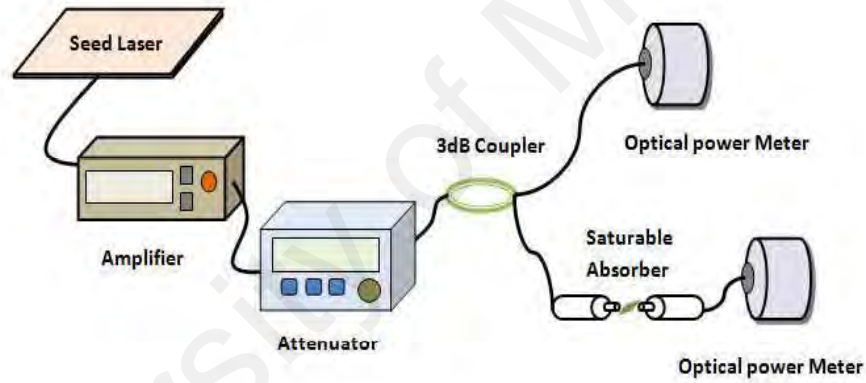 Seed Laser
3dB Coupler
Optical power Meter
Amplifier
Saturable
Absorber
Attenuator
Optical power Meter